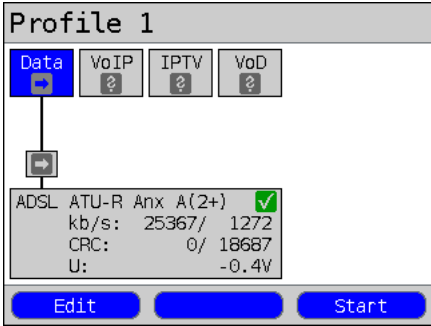 Profile 1
Data VoIP IPTV VoD
? ? ?
ADSL ATU-R Anx A(2+)
kb/s: 25367/ 1272
CRC: 0/ 18687
U: -0.4V
Edit Start